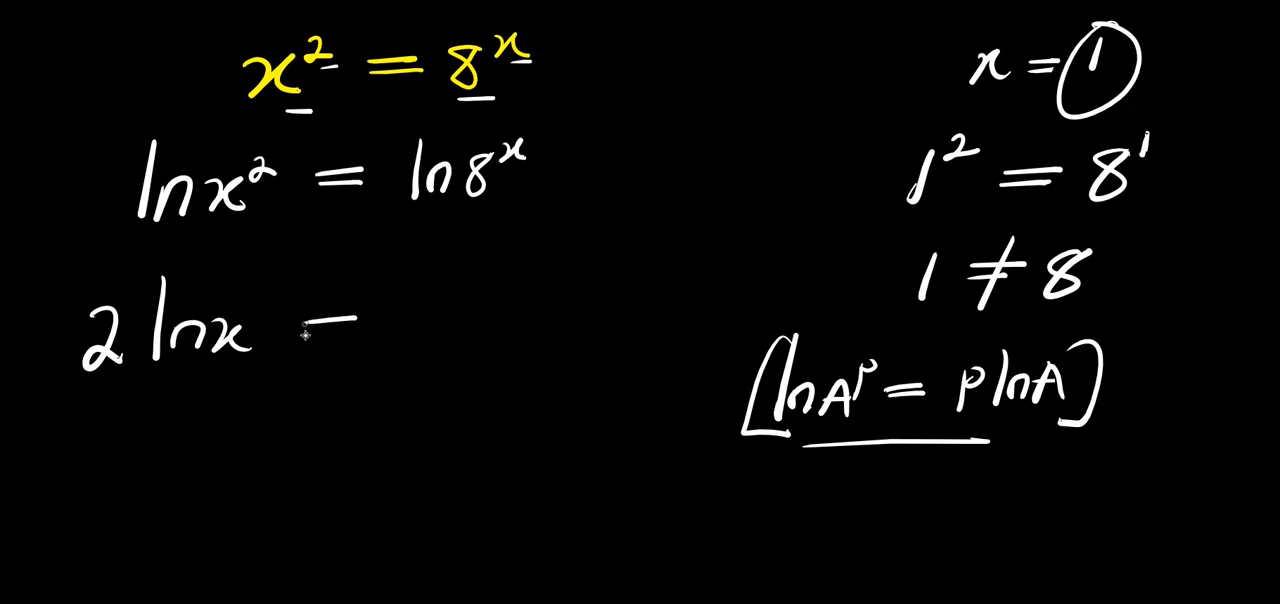 x² = 8ˣ
ln x² = ln 8ˣ
2 ln x =
x = 1
1² = 8¹
1 ≠ 8
[ln Aᵖ = P ln A]